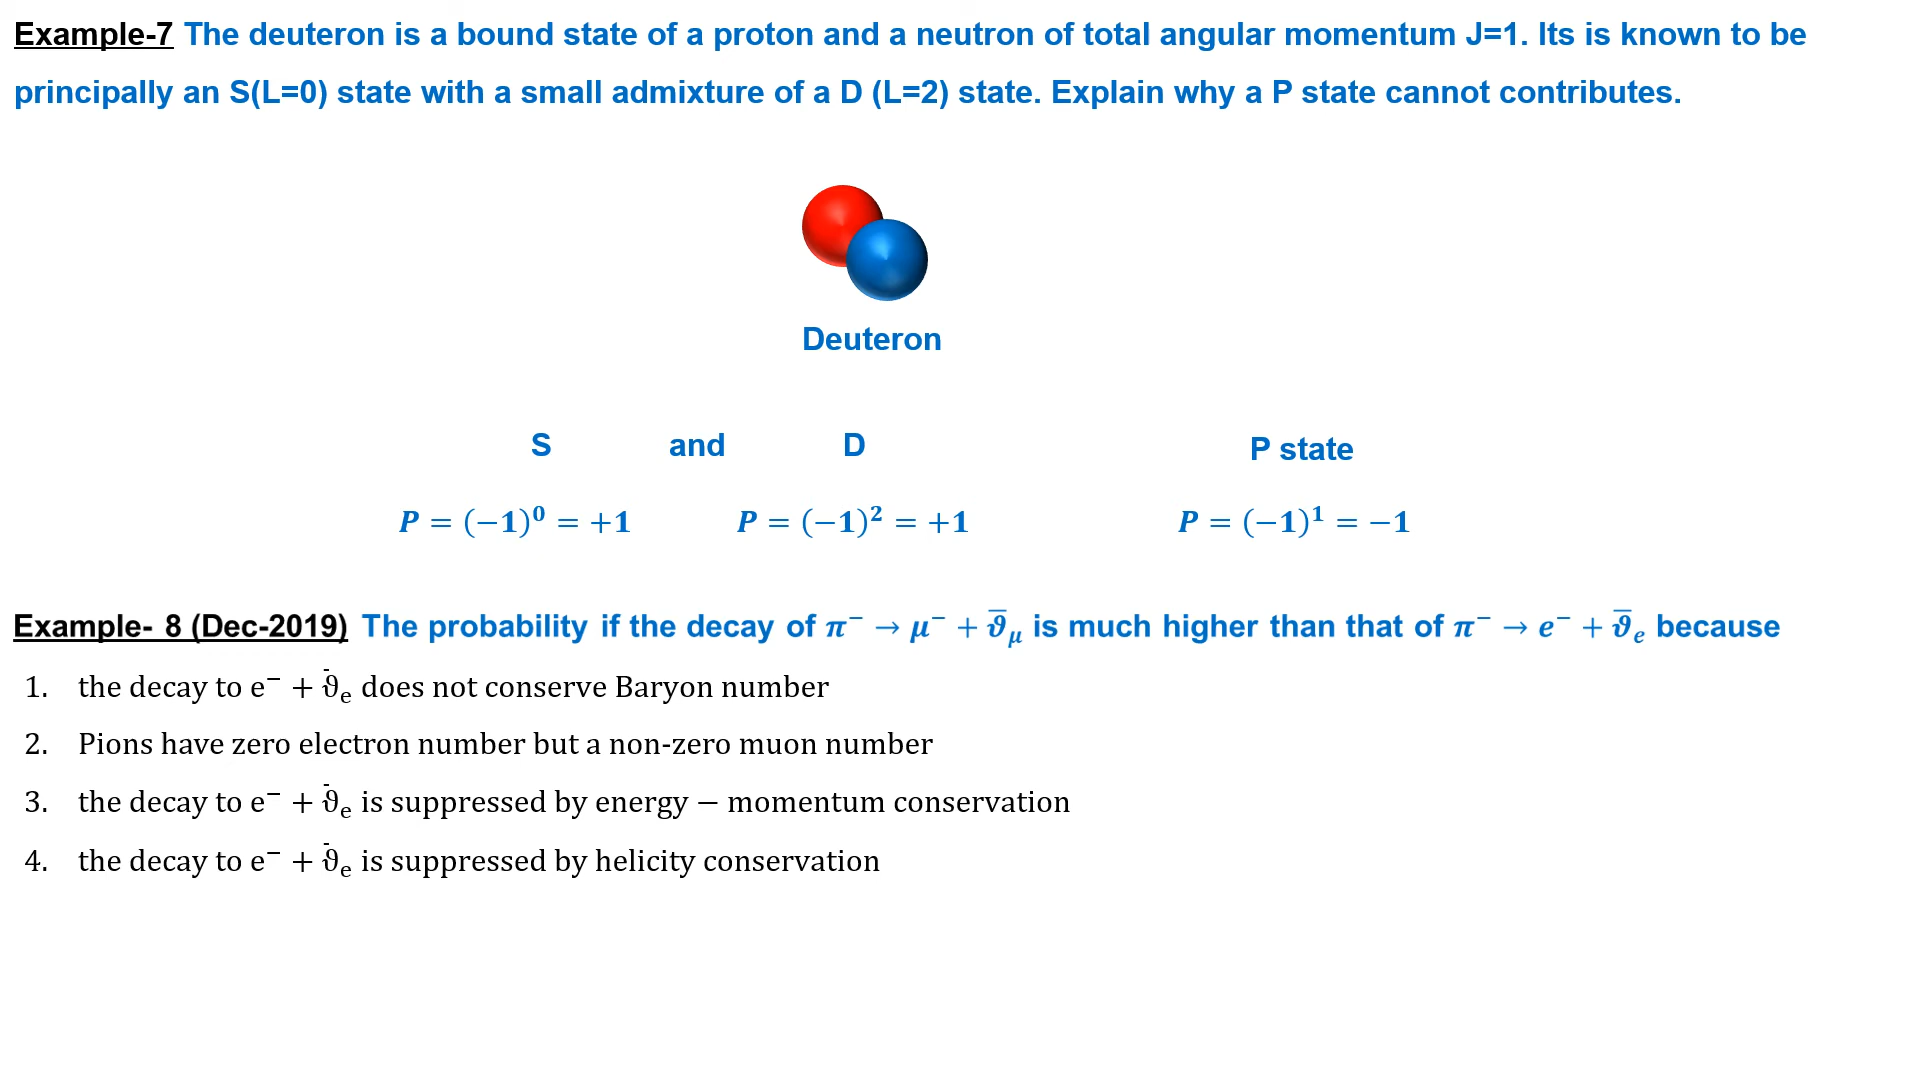 Example-7 The deuteron is a bound state of a proton and a neutron of total angular momentum J=1. Its is known to be
principally an S(L=0) state with a small admixture of a D (L=2) state. Explain why a P state cannot contributes.
Deuteron
S and D P state
P = (−1)⁰ = +1 P = (−1)² = +1 P = (−1)¹ = −1
Example- 8 (Dec-2019) The probability if the decay of π⁻ → μ⁻ + ϑ̅_μ is much higher than that of π⁻ → e⁻ + ϑ̅_e because
1. the decay to e⁻ + ϑ̄ₑ does not conserve Baryon number
2. Pions have zero electron number but a non-zero muon number
3. the decay to e⁻ + ϑ̄ₑ is suppressed by energy − momentum conservation
4. the decay to e⁻ + ϑ̄ₑ is suppressed by helicity conservation